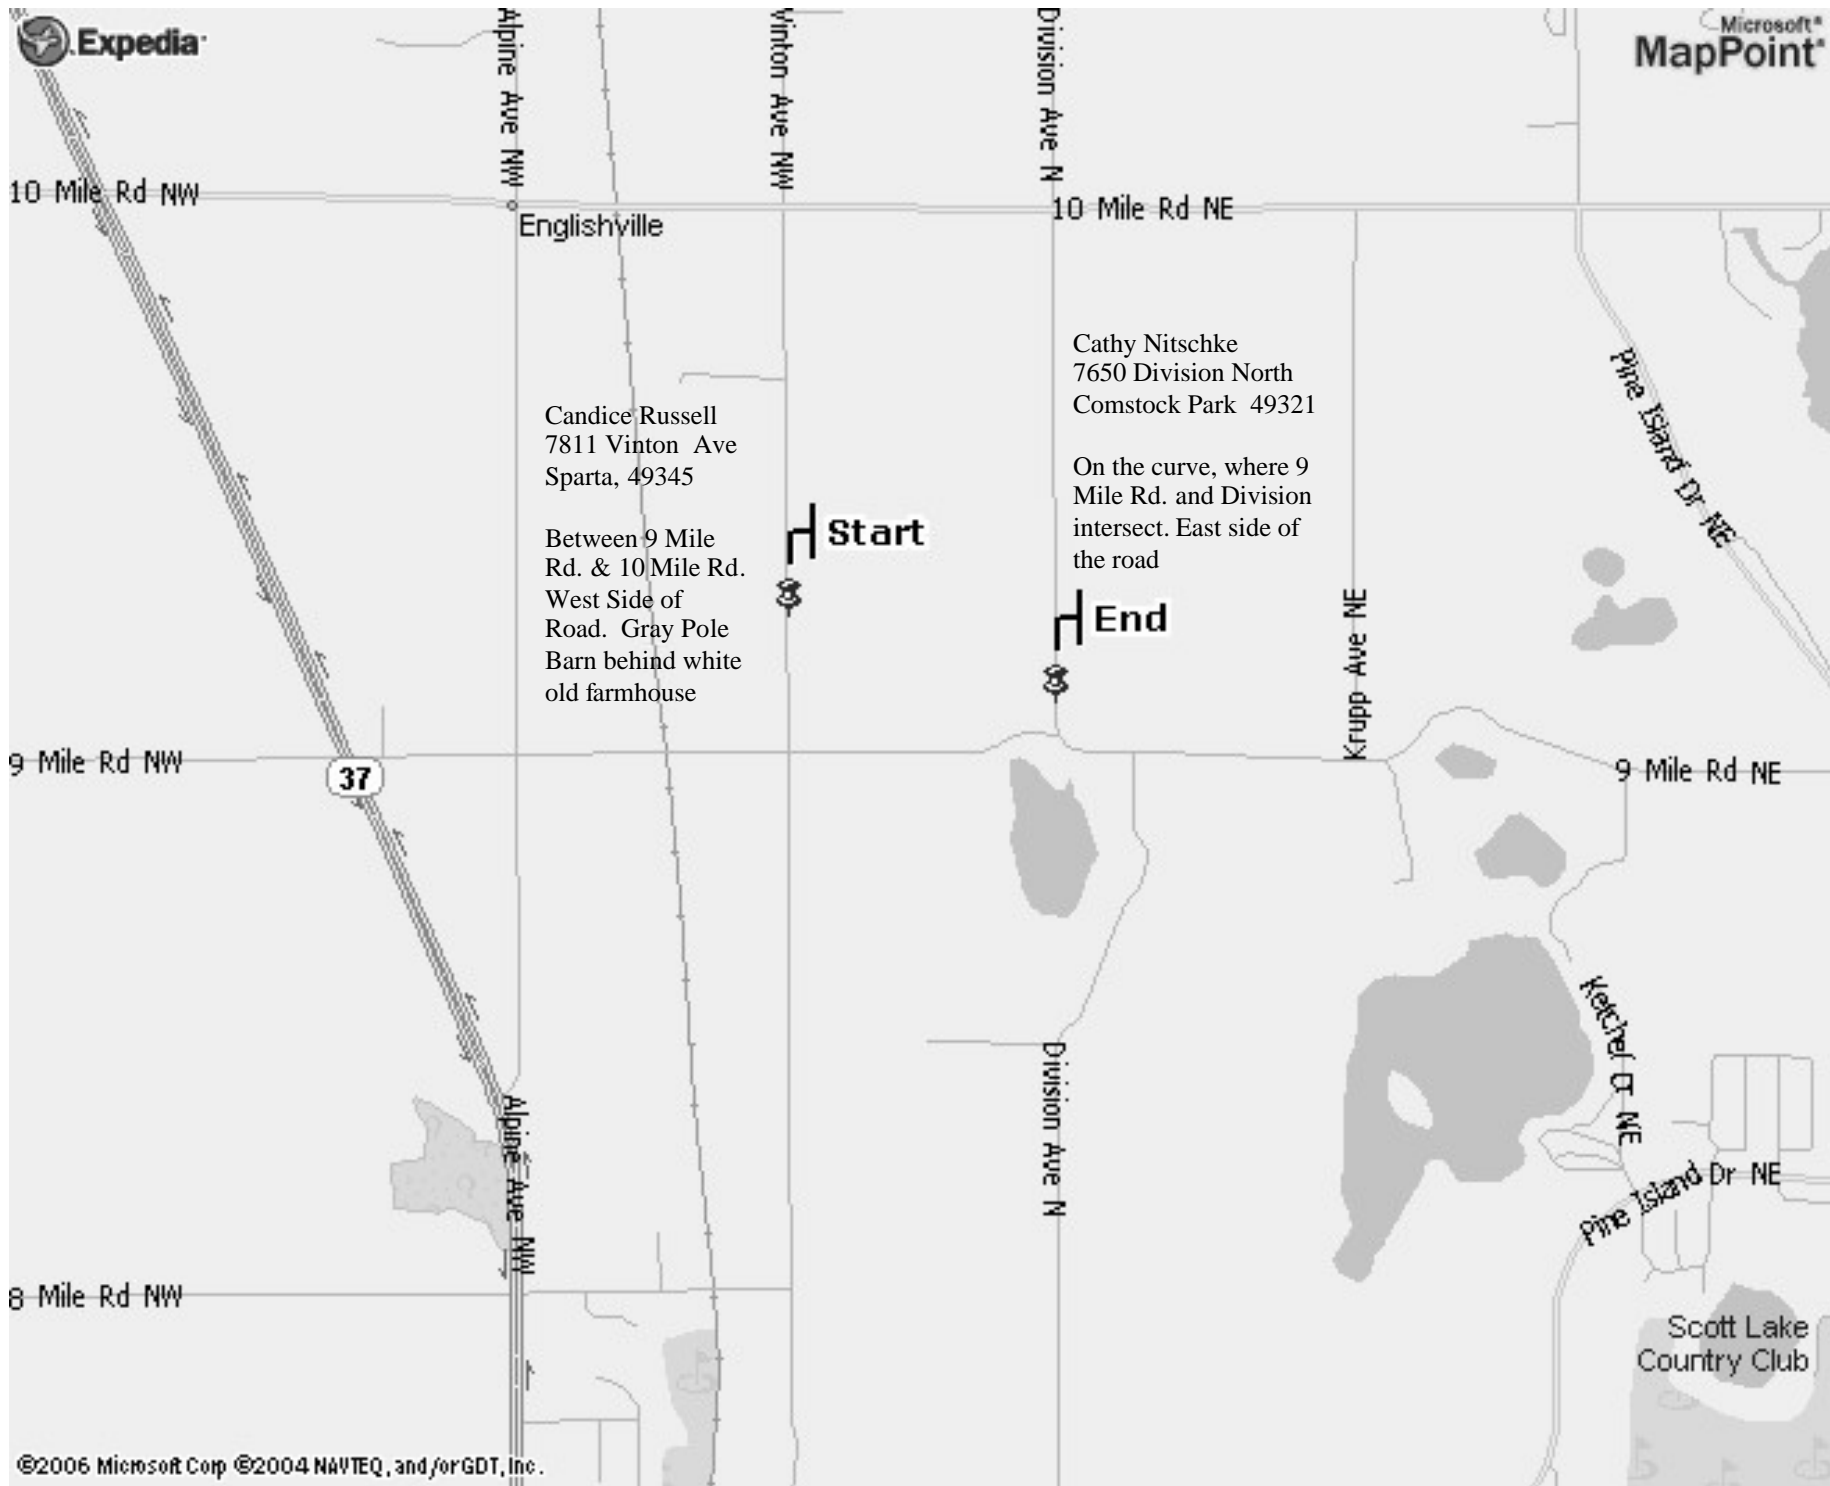 Expedia
Microsoft®
MapPoint®
Alpine Ave NW
Vinton Ave NW
Division Ave N
10 Mile Rd NW
10 Mile Rd NE
Englishville
Cathy Nitschke
7650 Division North
Comstock Park 49321
On the curve, where 9
Mile Rd. and Division
intersect. East side of
the road
Candice Russell
7811 Vinton Ave
Sparta, 49345
Between 9 Mile
Rd. & 10 Mile Rd.
West Side of
Road. Gray Pole
Barn behind white
old farmhouse
Start
End
Pine Island Dr NE
Krupp Ave NE
9 Mile Rd NW
37
9 Mile Rd NE
Ketchel Ct NE
Division Ave N
Alpine Ave NW
Pine Island Dr NE
8 Mile Rd NW
Scott Lake
Country Club
©2006 Microsoft Corp ©2004 NAVTEQ, and/or GDT, Inc.